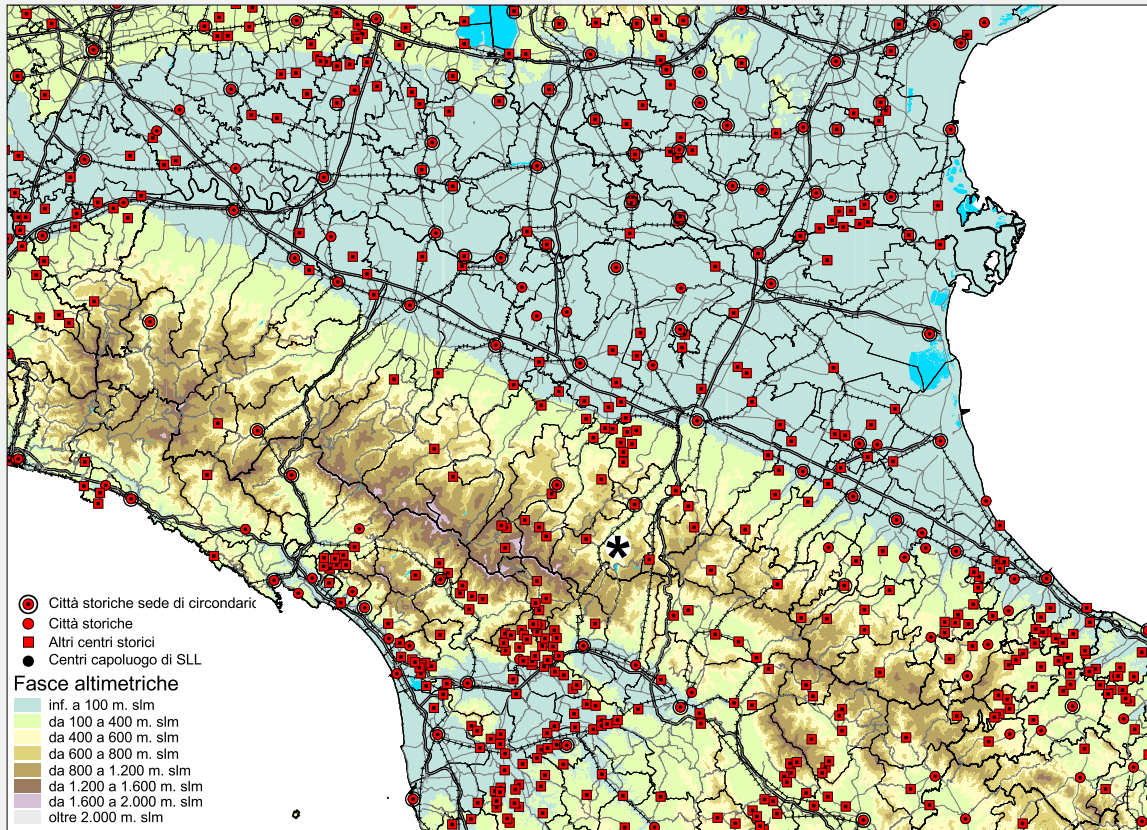 Città storiche sede di circondaric
Città storiche
Altri centri storici
Centri capoluogo di SLL
Fasce altimetriche
inf. a 100 m. slm
da 100 a 400 m. slm
da 400 a 600 m. slm
da 600 a 800 m. slm
da 800 a 1.200 m. slm
da 1.200 a 1.600 m. slm
da 1.600 a 2.000 m. slm
oltre 2.000 m. slm
*